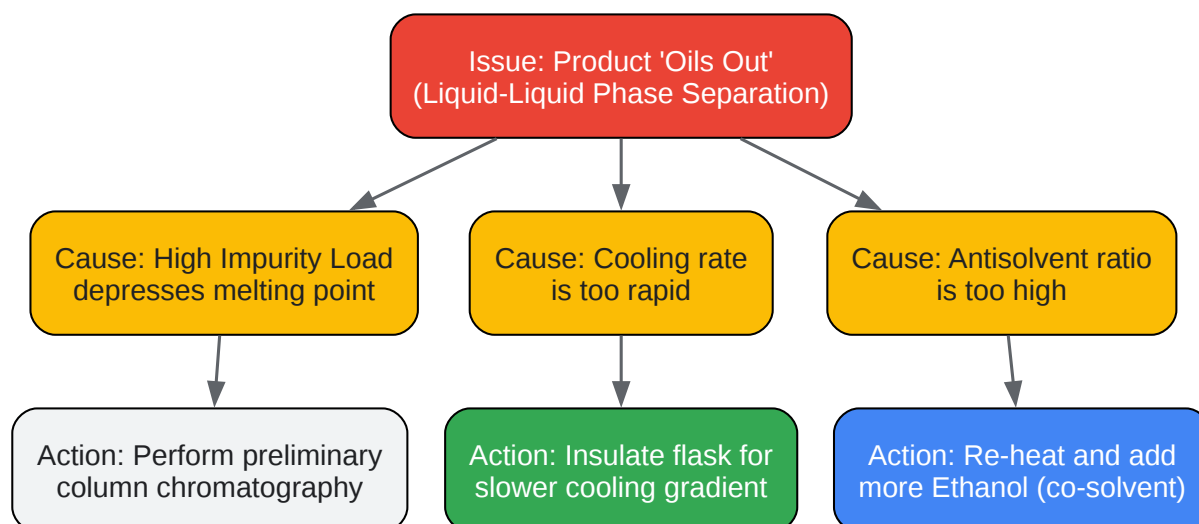 Issue: Product 'Oils Out'
(Liquid-Liquid Phase Separation)
Cause: High Impurity Load
depresses melting point
Cause: Cooling rate
is too rapid
Cause: Antisolvent ratio
is too high
Action: Perform preliminary
column chromatography
Action: Insulate flask for
slower cooling gradient
Action: Re-heat and add
more Ethanol (co-solvent)